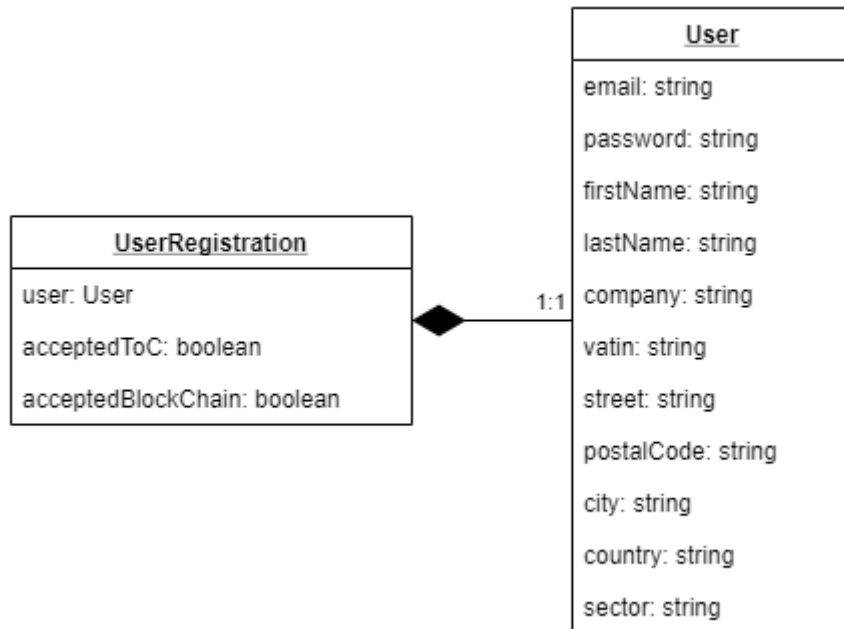 User
email: string
password: string
firstName: string
lastName: string
company: string
vatin: string
street: string
postalCode: string
city: string
country: string
sector: string
UserRegistration
user: User
acceptedToC: boolean
acceptedBlockChain: boolean
1:1